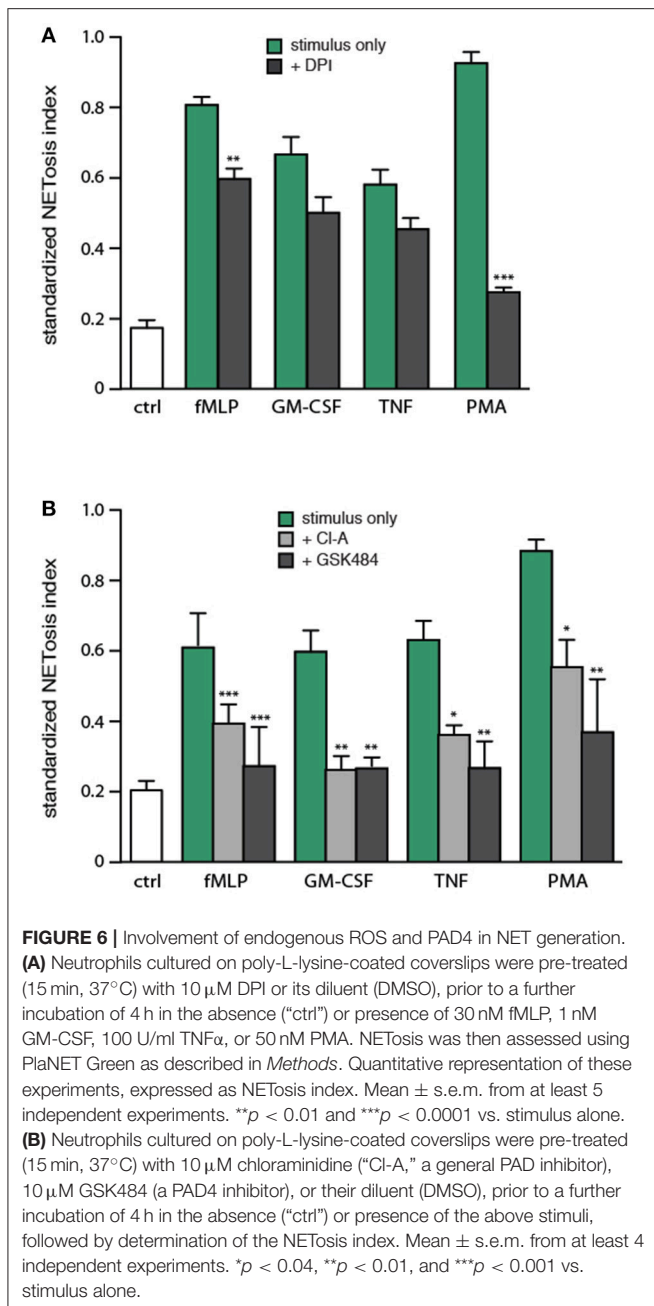 A
1.0
0.8
0.6
0.4
0.2
0
standardized NETosis index
stimulus only
+ DPI
**
***
ctrl
fMLP
GM-CSF
TNF
PMA
B
1.0
0.8
0.6
0.4
0.2
0
standardized NETosis index
stimulus only
+ Cl-A
+ GSK484
***
***
**
**
*
**
*
**
ctrl
fMLP
GM-CSF
TNF
PMA
FIGURE 6 | Involvement of endogenous ROS and PAD4 in NET generation.
(A) Neutrophils cultured on poly-L-lysine-coated coverslips were pre-treated
(15 min, 37°C) with 10 μM DPI or its diluent (DMSO), prior to a further
incubation of 4 h in the absence (“ctrl”) or presence of 30 nM fMLP, 1 nM
GM-CSF, 100 U/ml TNFα, or 50 nM PMA. NETosis was then assessed using
PlaNET Green as described in Methods. Quantitative representation of these
experiments, expressed as NETosis index. Mean ± s.e.m. from at least 5
independent experiments. **p < 0.01 and ***p < 0.0001 vs. stimulus alone.
(B) Neutrophils cultured on poly-L-lysine-coated coverslips were pre-treated
(15 min, 37°C) with 10 μM chloraminidine (“Cl-A,” a general PAD inhibitor),
10 μM GSK484 (a PAD4 inhibitor), or their diluent (DMSO), prior to a further
incubation of 4 h in the absence (“ctrl”) or presence of the above stimuli,
followed by determination of the NETosis index. Mean ± s.e.m. from at least 4
independent experiments. *p < 0.04, **p < 0.01, and ***p < 0.001 vs.
stimulus alone.